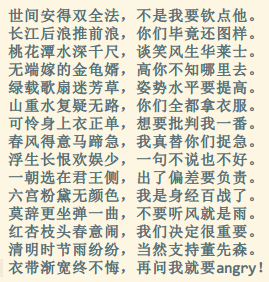 世间安得双全法，不是我要钦点他。
长江后浪推前浪，你们毕竟还图样。
桃花潭水深千尺，谈笑风生华莱士。
无端嫁的金龟婿，高你不知哪里去。
绿载歌扇迷芳草，姿势水平要提高。
山重水复疑无路，你们全都拿衣服。
可怜身上衣正单，想要批判我一番。
春风得意马蹄急，我真替你们捉急。
浮生长恨欢娱少，一句不说也不好。
一朝选在君王侧，出了偏差要负责。
六宫粉黛无颜色，我是身经百战了。
莫辞更坐弹一曲，不要听风就是雨。
红杏枝头春意闹，我们决定很重要。
清明时节雨纷纷，当然支持董先森。
衣带渐宽终不悔，再问我就要angry！